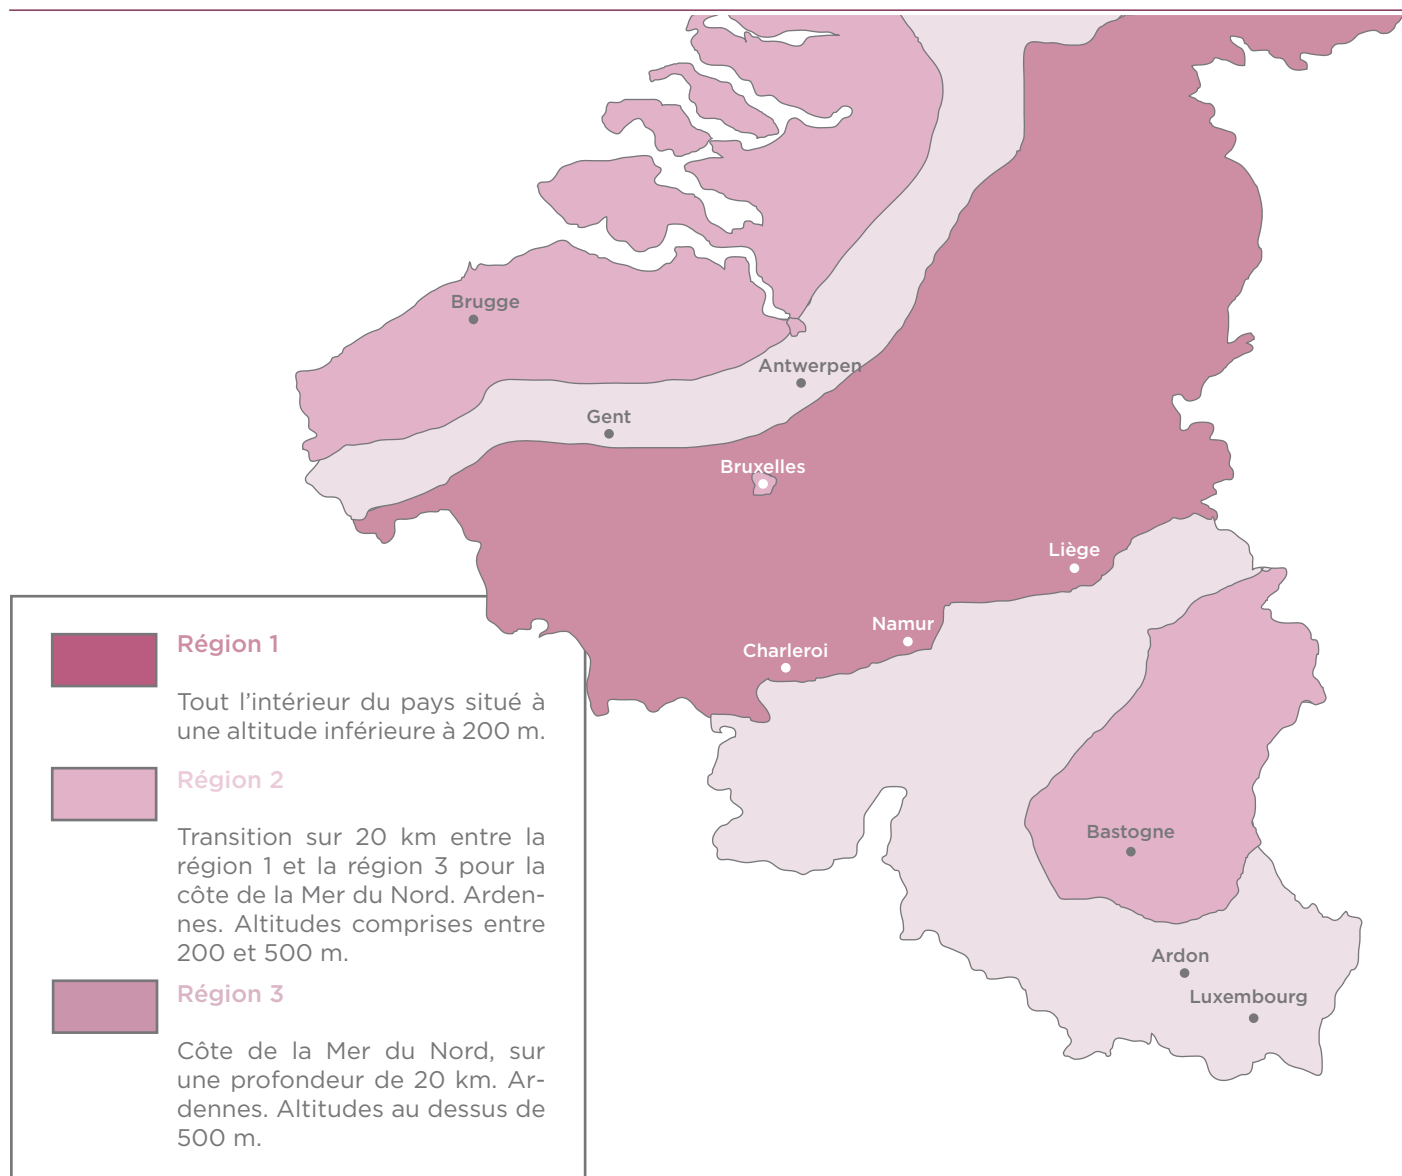 Brugge
Antwerpen
Gent
Bruxelles
Liège
Namur
Charleroi
Bastogne
Ardon
Luxembourg
Région 1
Tout l’intérieur du pays situé à
une altitude inférieure à 200 m.
Région 2
Transition sur 20 km entre la
région 1 et la région 3 pour la
côte de la Mer du Nord. Arden-
nes. Altitudes comprises entre
200 et 500 m.
Région 3
Côte de la Mer du Nord, sur
une profondeur de 20 km. Ar-
dennes. Altitudes au dessus de
500 m.